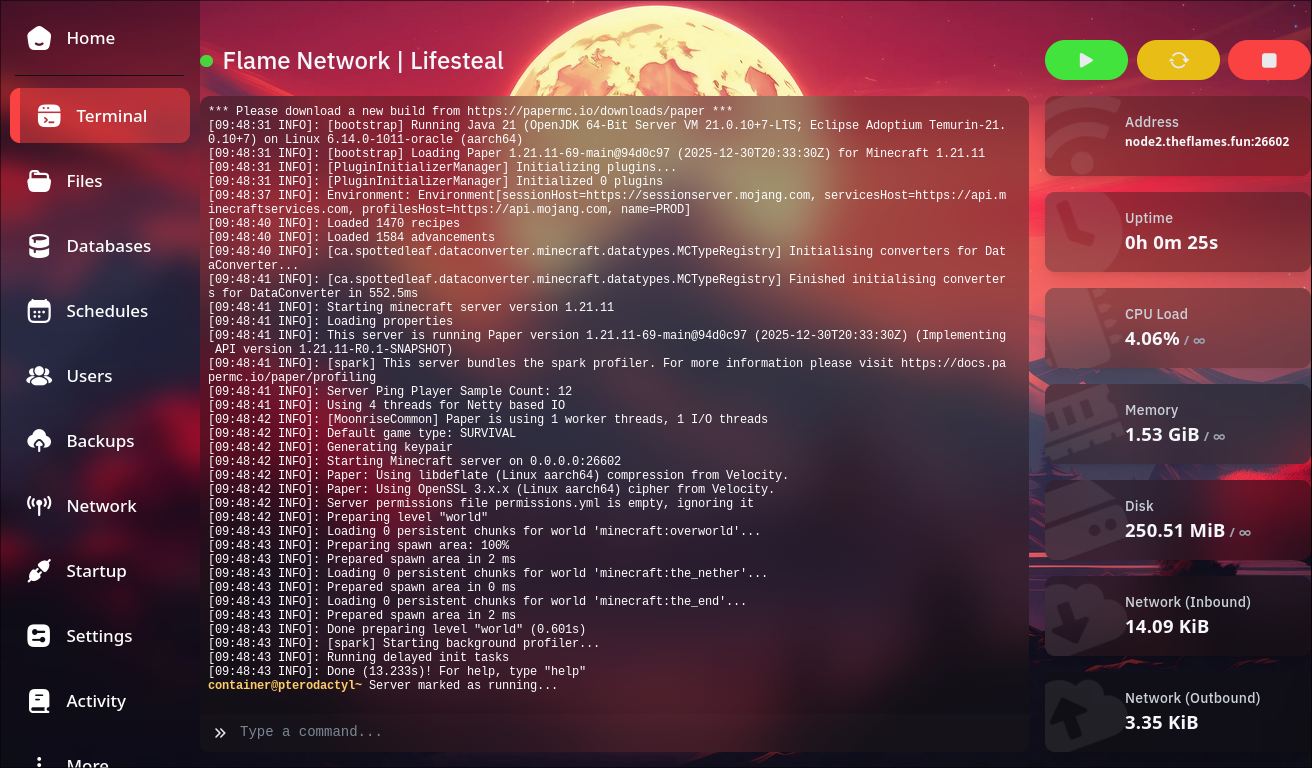 Home
Terminal
Files
Databases
Schedules
Users
Backups
Network
Startup
Settings
Activity
More
Flame Network | Lifesteal
*** Please download a new build from https://papermc.io/downloads/paper ***
[09:48:31 INFO]: [bootstrap] Running Java 21 (OpenJDK 64-Bit Server VM 21.0.10+7-LTS; Eclipse Adoptium Temurin-21.
0.10+7) on Linux 6.14.0-1011-oracle (aarch64)
[09:48:31 INFO]: [bootstrap] Loading Paper 1.21.11-69-main@94d0c97 (2025-12-30T20:33:30Z) for Minecraft 1.21.11
[09:48:31 INFO]: [PluginInitializerManager] Initializing plugins...
[09:48:31 INFO]: [PluginInitializerManager] Initialized 0 plugins
[09:48:37 INFO]: Environment: Environment[sessionHost=https://sessionserver.mojang.com, servicesHost=https://api.m
inecraftservices.com, profilesHost=https://api.mojang.com, name=PROD]
[09:48:40 INFO]: Loaded 1470 recipes
[09:48:40 INFO]: Loaded 1584 advancements
[09:48:40 INFO]: [ca.spottedleaf.dataconverter.minecraft.datatypes.MCTypeRegistry] Initialising converters for Dat
aConverter...
[09:48:41 INFO]: [ca.spottedleaf.dataconverter.minecraft.datatypes.MCTypeRegistry] Finished initialising converter
s for DataConverter in 552.5ms
[09:48:41 INFO]: Starting minecraft server version 1.21.11
[09:48:41 INFO]: Loading properties
[09:48:41 INFO]: This server is running Paper version 1.21.11-69-main@94d0c97 (2025-12-30T20:33:30Z) (Implementing
 API version 1.21.11-R0.1-SNAPSHOT)
[09:48:41 INFO]: [spark] This server bundles the spark profiler. For more information please visit https://docs.pa
permc.io/paper/profiling
[09:48:41 INFO]: Server Ping Player Sample Count: 12
[09:48:41 INFO]: Using 4 threads for Netty based IO
[09:48:42 INFO]: [MoonriseCommon] Paper is using 1 worker threads, 1 I/O threads
[09:48:42 INFO]: Default game type: SURVIVAL
[09:48:42 INFO]: Generating keypair
[09:48:42 INFO]: Starting Minecraft server on 0.0.0.0:26602
[09:48:42 INFO]: Paper: Using libdeflate (Linux aarch64) compression from Velocity.
[09:48:42 INFO]: Paper: Using OpenSSL 3.x.x (Linux aarch64) cipher from Velocity.
[09:48:42 INFO]: Server permissions file permissions.yml is empty, ignoring it
[09:48:42 INFO]: Preparing level "world"
[09:48:43 INFO]: Loading 0 persistent chunks for world 'minecraft:overworld'...
[09:48:43 INFO]: Preparing spawn area: 100%
[09:48:43 INFO]: Prepared spawn area in 2 ms
[09:48:43 INFO]: Loading 0 persistent chunks for world 'minecraft:the_nether'...
[09:48:43 INFO]: Prepared spawn area in 0 ms
[09:48:43 INFO]: Loading 0 persistent chunks for world 'minecraft:the_end'...
[09:48:43 INFO]: Prepared spawn area in 2 ms
[09:48:43 INFO]: Done preparing level "world" (0.601s)
[09:48:43 INFO]: [spark] Starting background profiler...
[09:48:43 INFO]: Running delayed init tasks
[09:48:43 INFO]: Done (13.233s)! For help, type "help"
container@pterodactyl~ Server marked as running...
Type a command...
Address
node2.theflames.fun:26602
Uptime
0h 0m 25s
CPU Load
4.06% / ∞
Memory
1.53 GiB / ∞
Disk
250.51 MiB / ∞
Network (Inbound)
14.09 KiB
Network (Outbound)
3.35 KiB